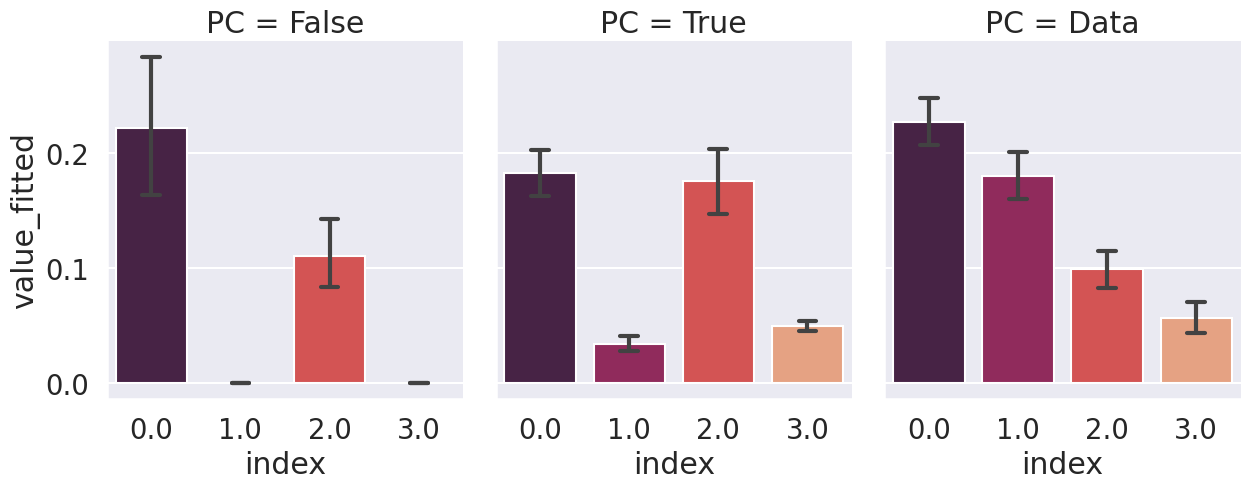 PC = False
PC = True
PC = Data
value_fitted
0.2
0.1
0.0
0.0 1.0 2.0 3.0
0.0 1.0 2.0 3.0
0.0 1.0 2.0 3.0
index
index
index